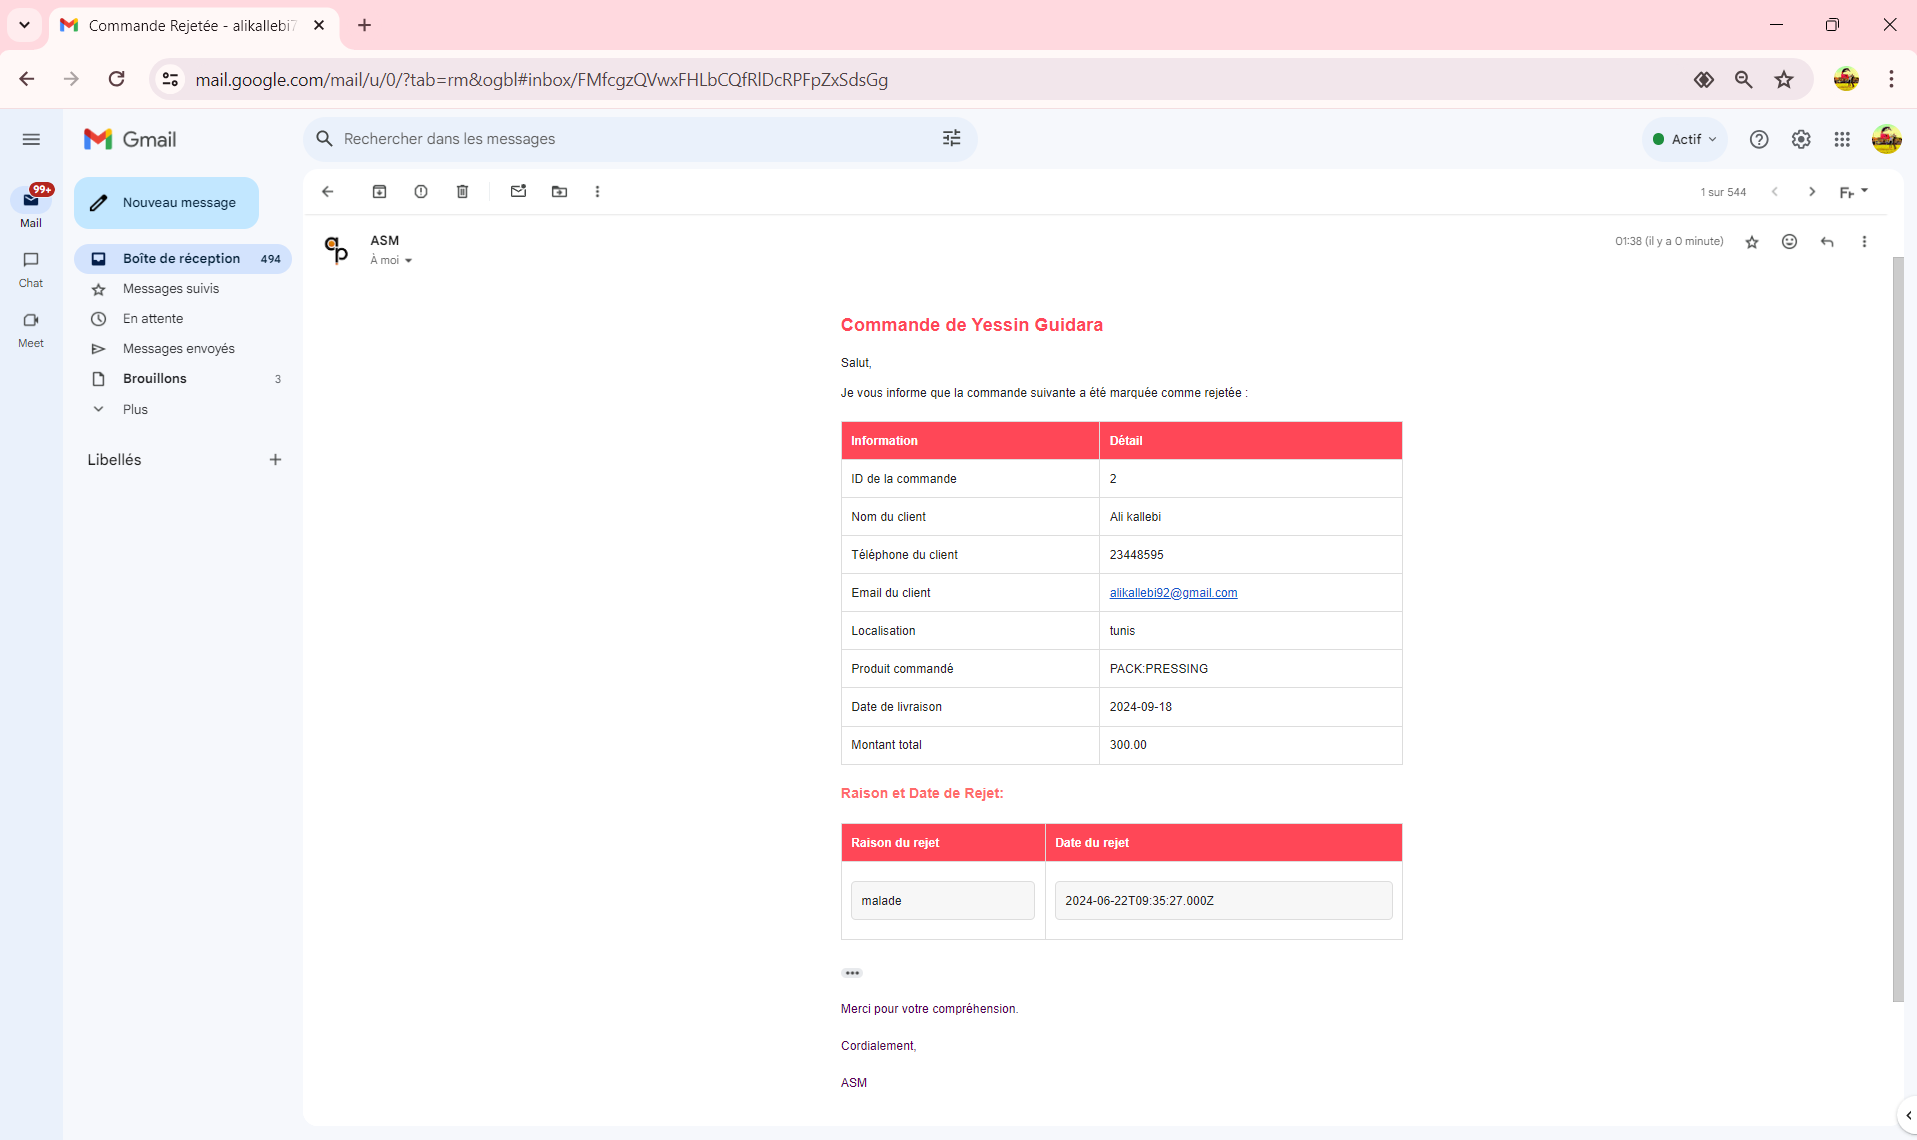 Commande Rejetée - alikallebi7
mail.google.com/mail/u/0/?tab=rm&ogbl#inbox/FMfcgzQVwxFHLbCQfRlDcRPFpZxSdsGg
Gmail
Rechercher dans les messages
Actif
99+
Mail
Chat
Meet
Nouveau message
Boîte de réception 494
Messages suivis
En attente
Messages envoyés
Brouillons 3
Plus
Libellés
1 sur 544
Fr
ASM
À moi
01:38 (il y a 0 minute)
Commande de Yessin Guidara
Salut,
Je vous informe que la commande suivante a été marquée comme rejetée :
Information Détail
ID de la commande 2
Nom du client Ali kallebi
Téléphone du client 23448595
Email du client alikallebi92@gmail.com
Localisation tunis
Produit commandé PACK:PRESSING
Date de livraison 2024-09-18
Montant total 300.00
Raison et Date de Rejet:
Raison du rejet Date du rejet
malade 2024-06-22T09:35:27.000Z
Merci pour votre compréhension.
Cordialement,
ASM